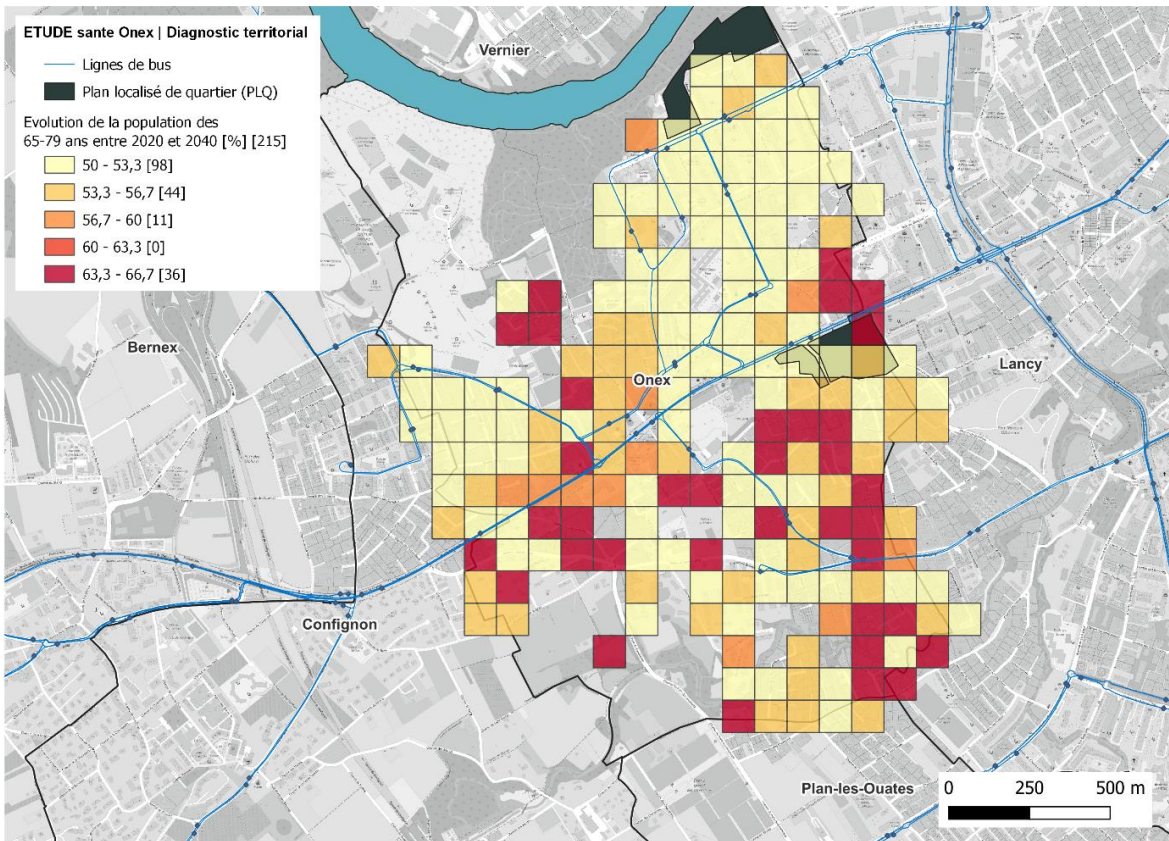 ETUDE sante Onex | Diagnostic territorial
Lignes de bus
Plan localisé de quartier (PLQ)
Evolution de la population des
65-79 ans entre 2020 et 2040 [%] [215]
50 - 53,3 [98]
53,3 - 56,7 [44]
56,7 - 60 [11]
60 - 63,3 [0]
63,3 - 66,7 [36]
Vernier
Bernex
Onex
Lancy
Confignon
Plan-les-Ouates
0 250 500 m